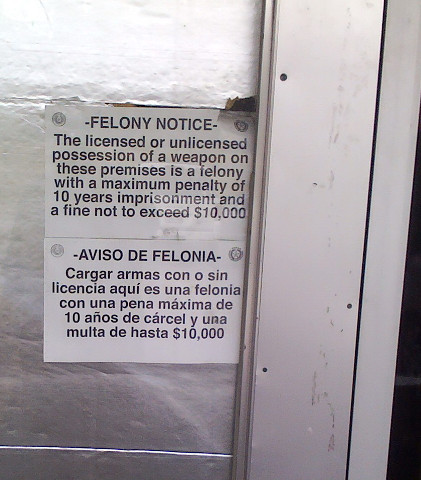 -FELONY NOTICE-
The licensed or unlicensed
possession of a weapon on
these premises is a felony
with a maximum penalty of
10 years imprisonment and
a fine not to exceed $10,000
-AVISO DE FELONIA-
Cargar armas con o sin
licencia aquí es una felonía
con una pena máxima de
10 años de cárcel y una
multa de hasta $10,000